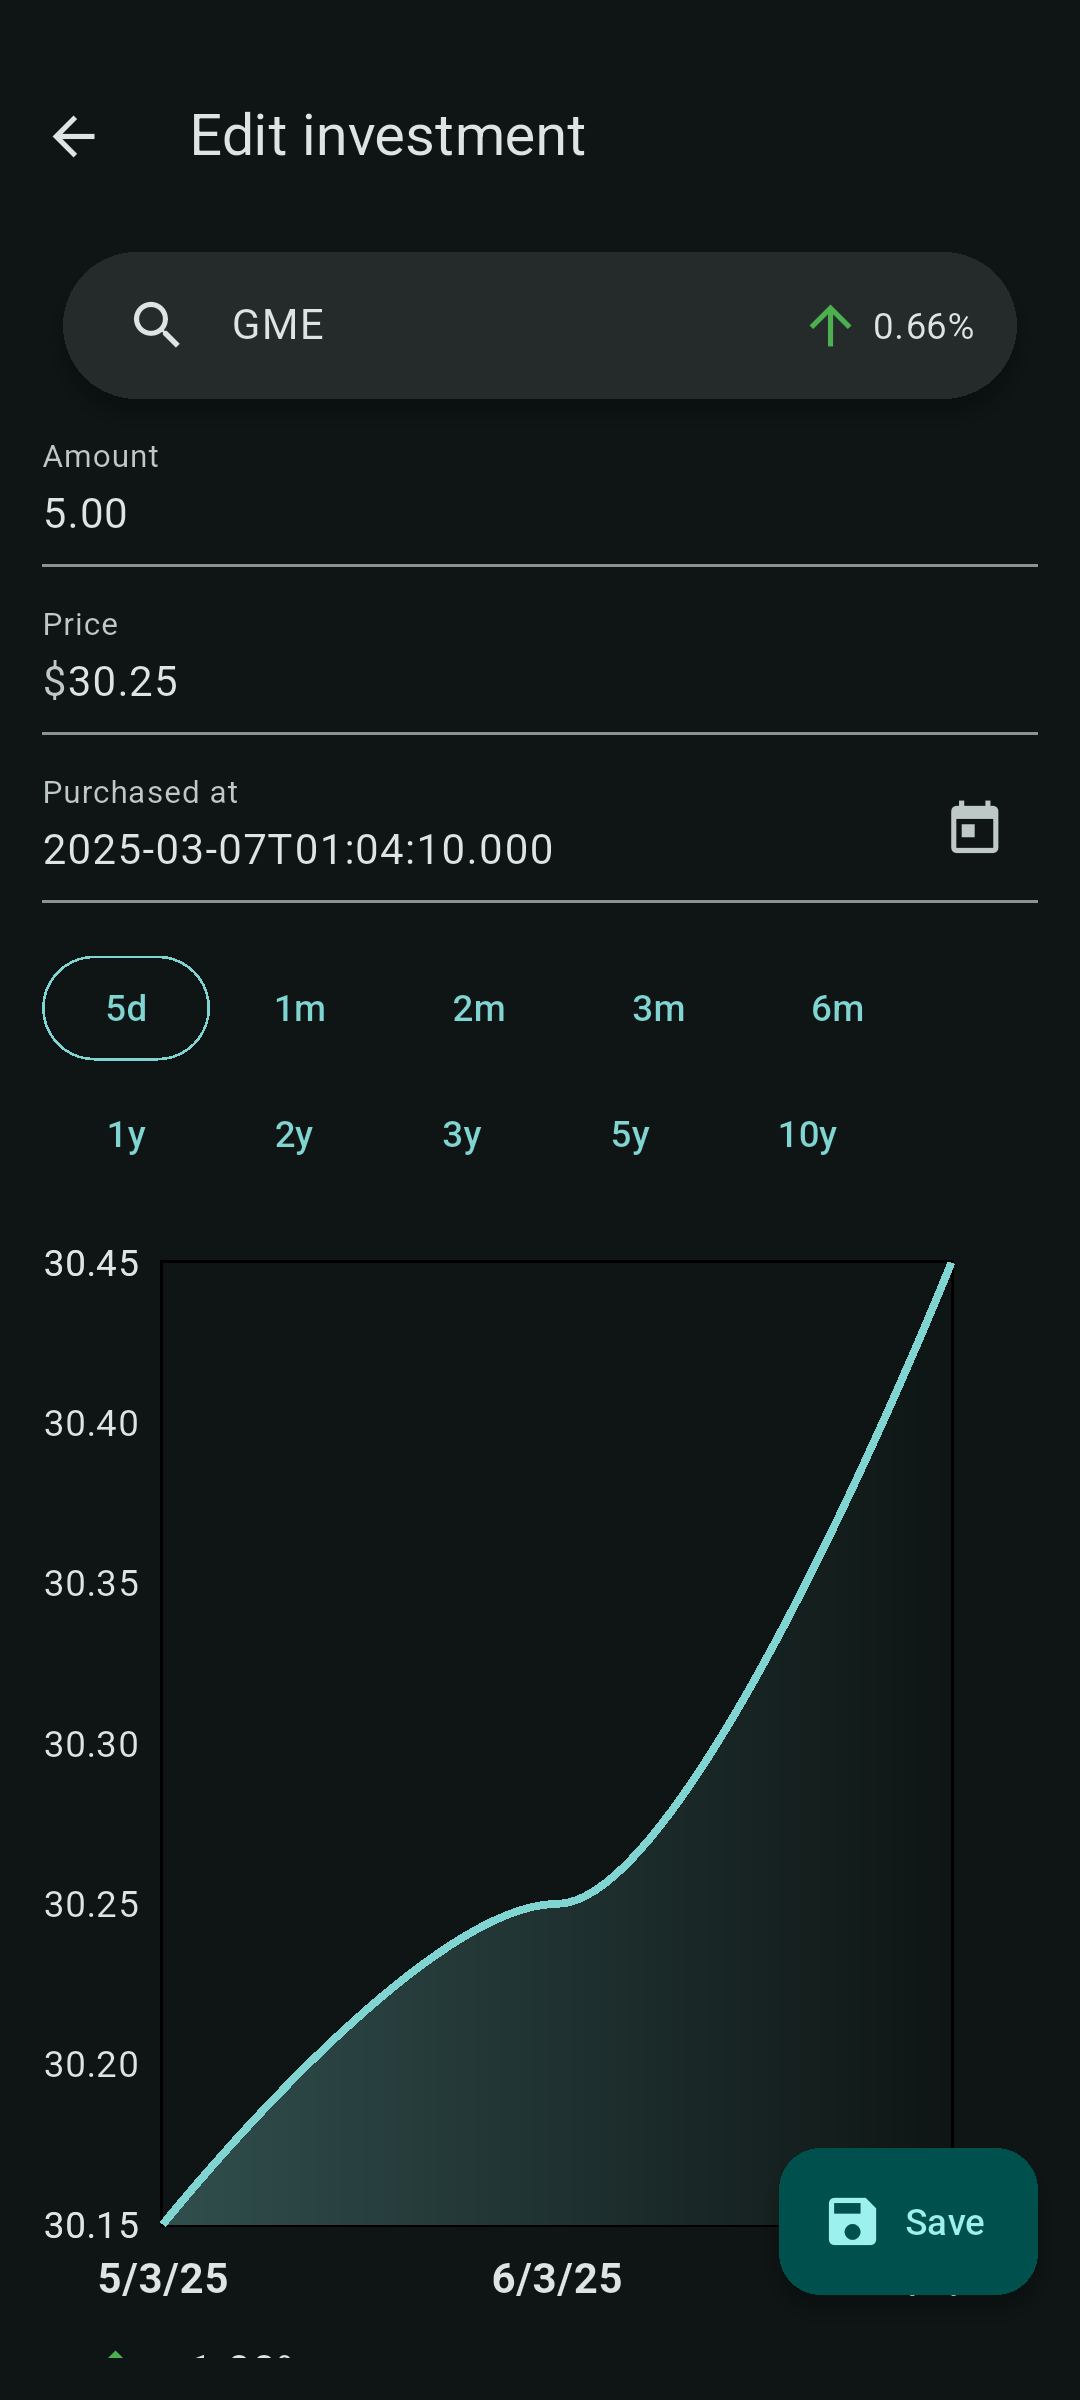 Edit investment
GME 0.66%
Amount
5.00
Price
$30.25
Purchased at
2025-03-07T01:04:10.000
5d 1m 2m 3m 6m
1y 2y 3y 5y 10y
30.45
30.40
30.35
30.30
30.25
30.20
30.15
Save
5/3/25 6/3/25